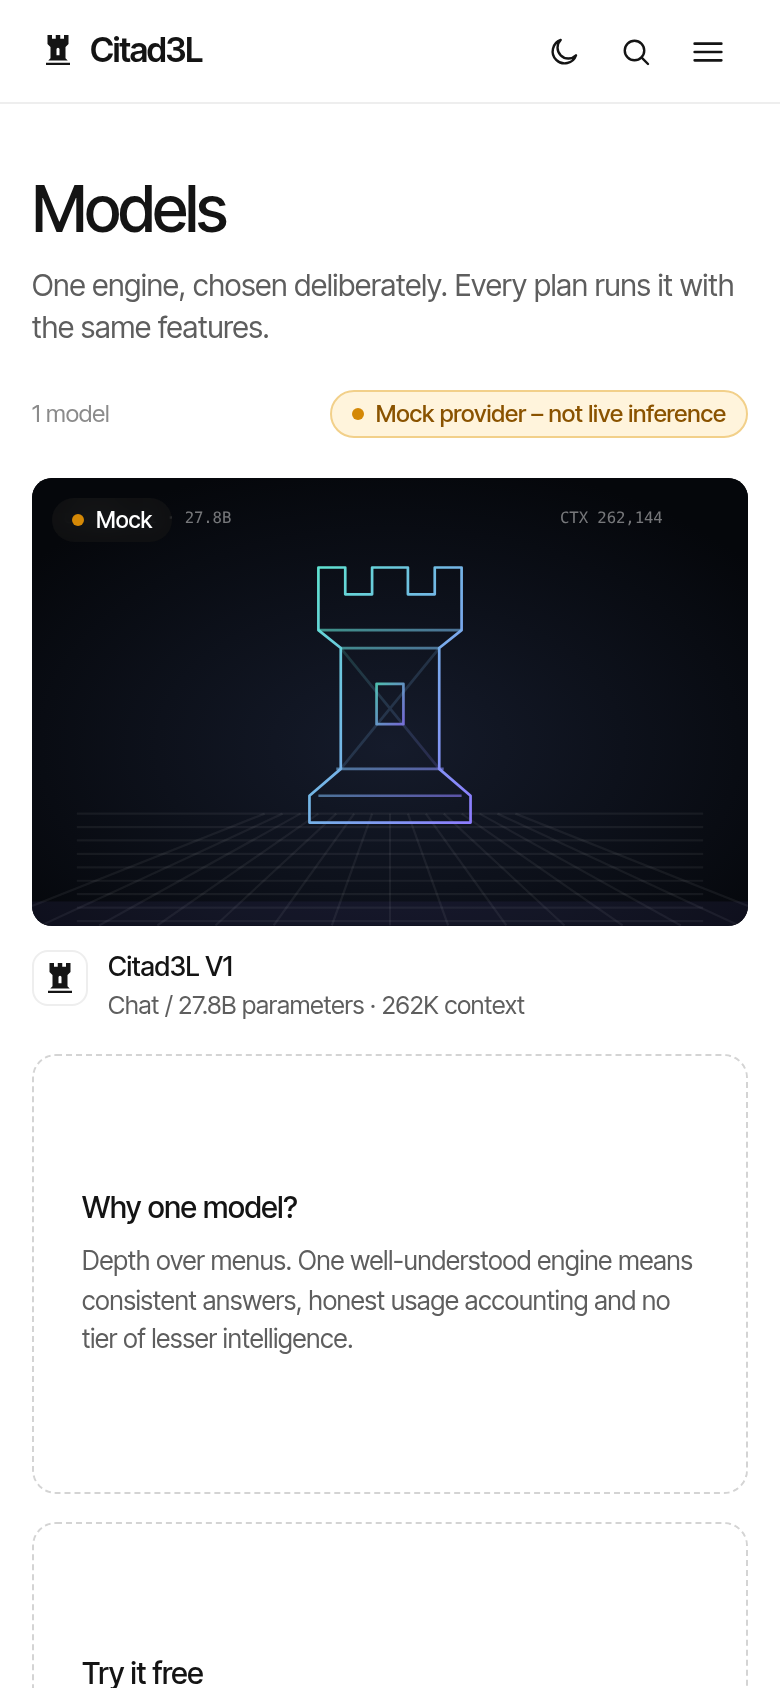 Citad3L
Models
One engine, chosen deliberately. Every plan runs it with
the same features.
1 model
Mock provider – not live inference
Mock
27.8B
CTX 262,144
Citad3L V1
Chat / 27.8B parameters · 262K context
Why one model?
Depth over menus. One well-understood engine means
consistent answers, honest usage accounting and no
tier of lesser intelligence.
Try it free